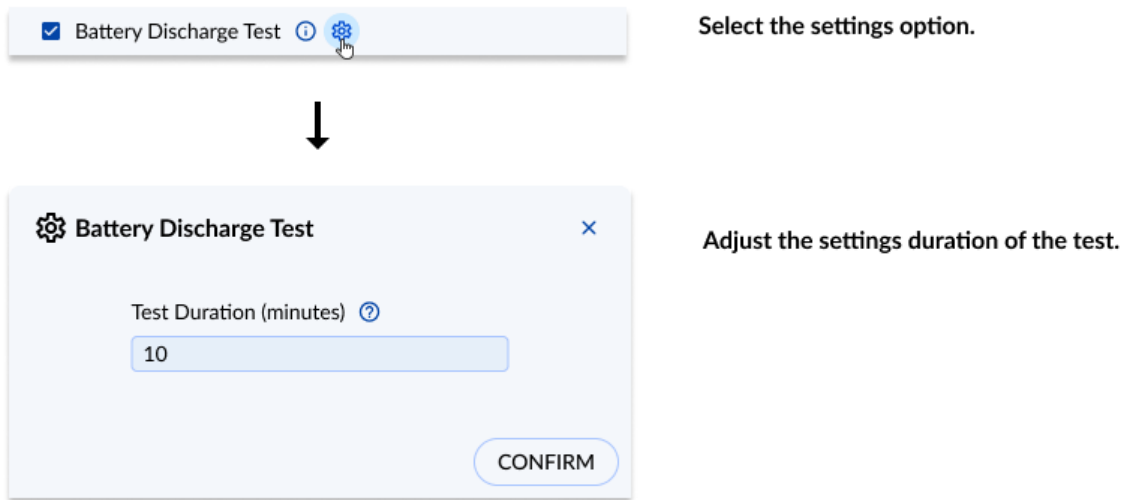 Battery Discharge Test
Select the settings option.
Battery Discharge Test
Adjust the settings duration of the test.
Test Duration (minutes)
10
CONFIRM